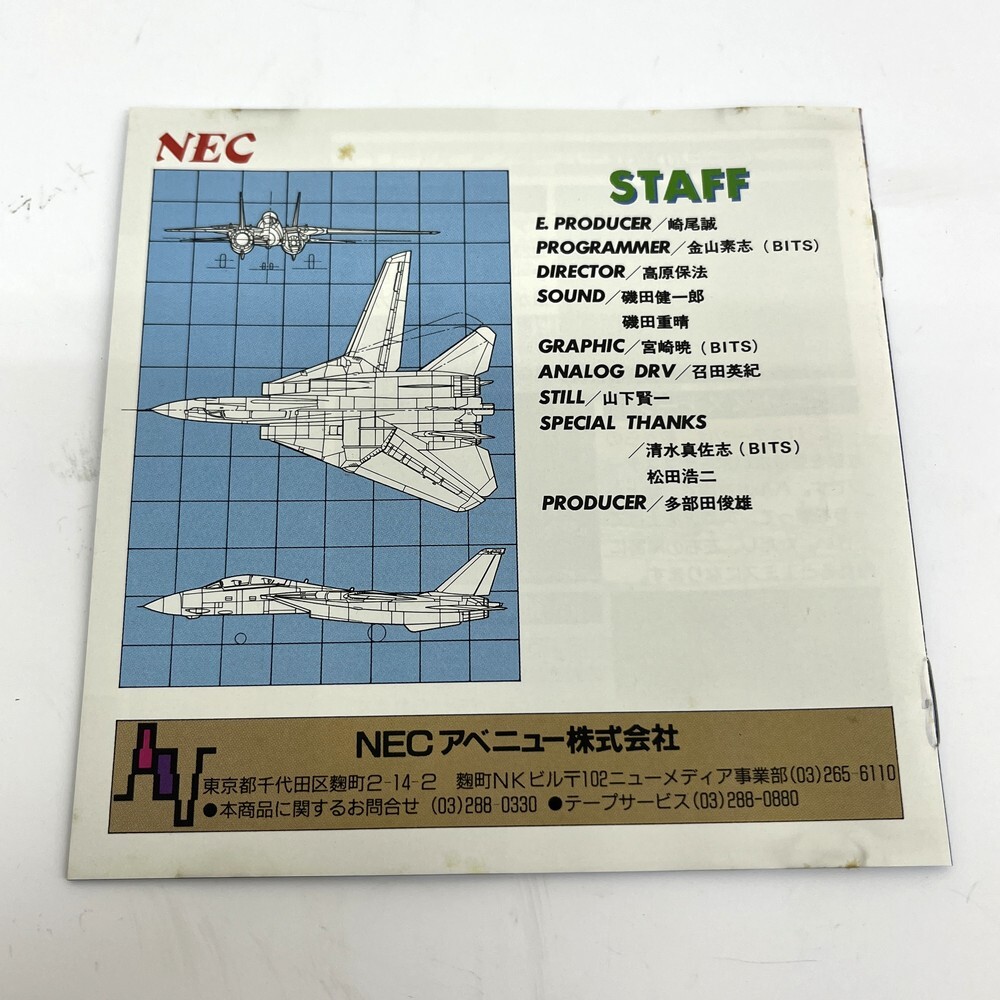 NEC
STAFF
E. PRODUCER/崎尾誠
PROGRAMMER/金山素志(BITS)
DIRECTOR/高原保法
SOUND/磯田健一郎
磯田重晴
GRAPHIC/宮崎暁(BITS)
ANALOG DRV/召田英紀
STILL/山下賢一
SPECIAL THANKS
/清水真佐志(BITS)
松田浩二
PRODUCER/多部田俊雄
NECアベニュー株式会社
東京都千代田区麴町2-14-2 麴町NKビル〒102ニューメディア事業部(03)265-6110
●本商品に関するお問合せ (03)288-0330 ●テープサービス(03)288-0880